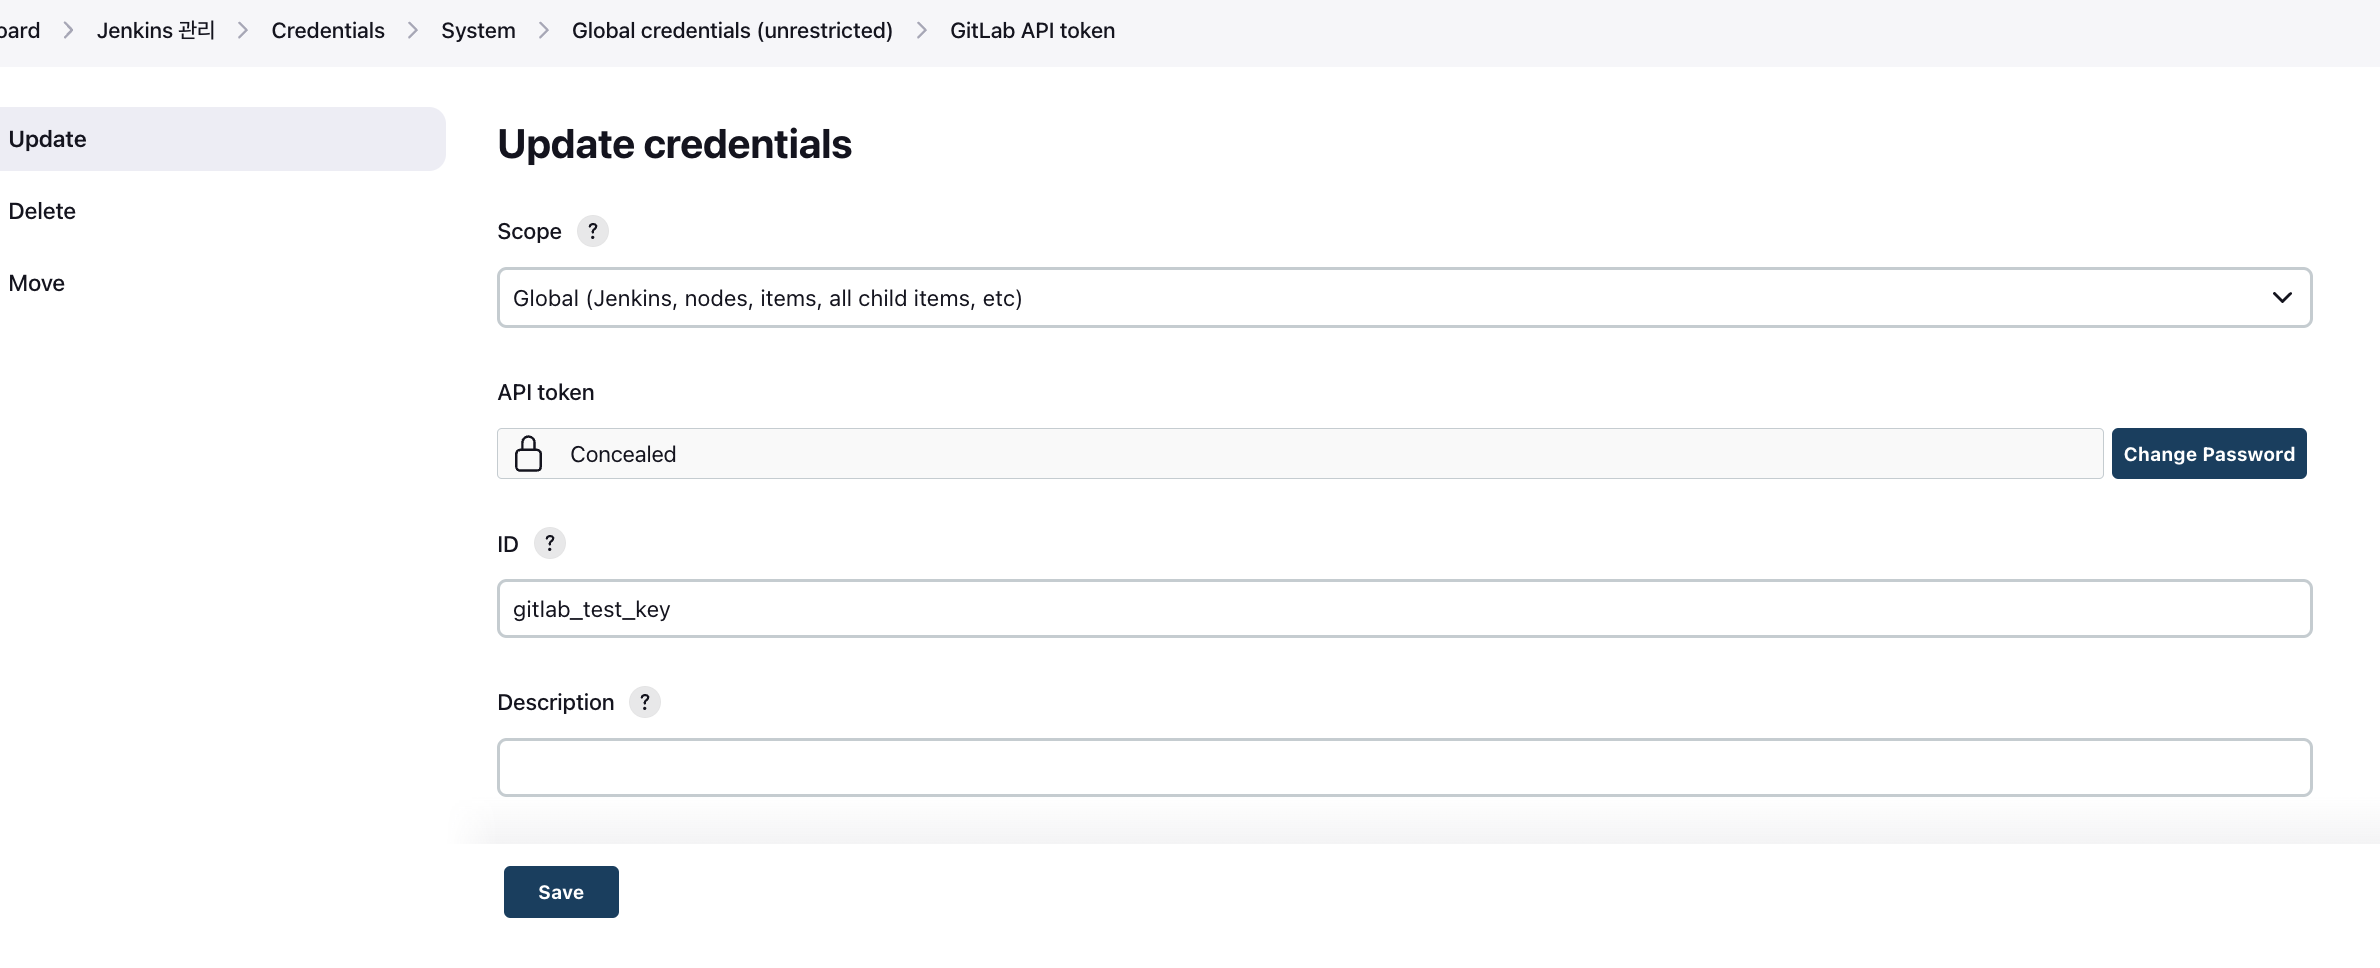 Jenkins 관리 > Credentials > System > Global credentials (unrestricted) > GitLab API token
Update
Delete
Move
Update credentials
Scope ?
Global (Jenkins, nodes, items, all child items, etc)
API token
Concealed
Change Password
ID ?
gitlab_test_key
Description ?
Save